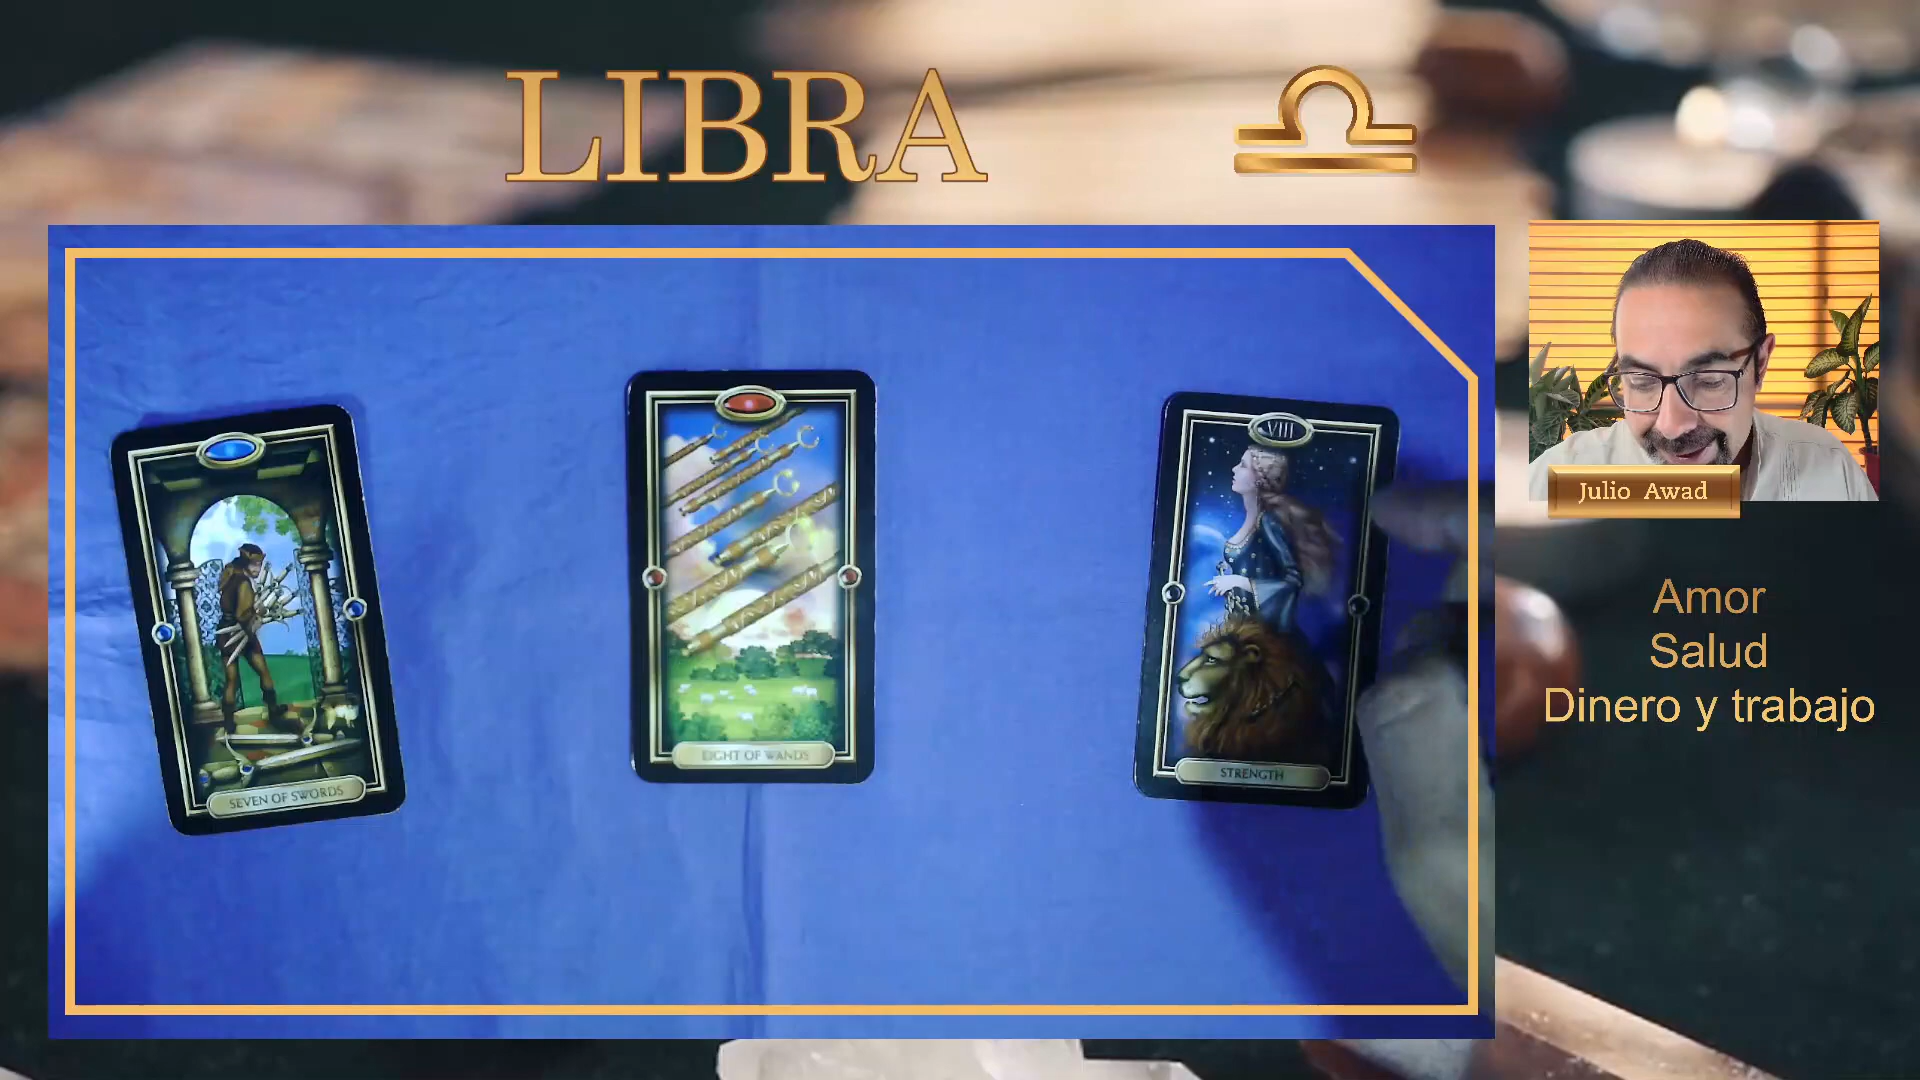 LIBRA
VIII
SEVEN OF SWORDS
EIGHT OF WANDS
STRENGTH
Julio Awad
Amor
Salud
Dinero y trabajo